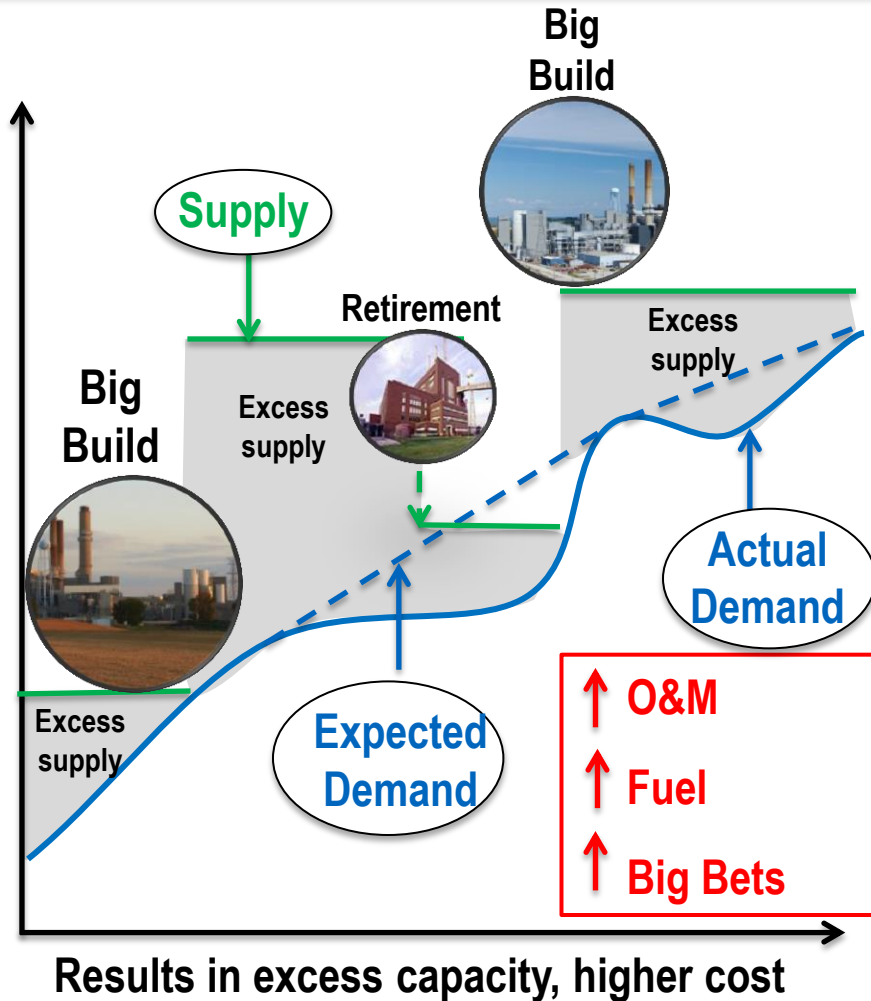 Big
Build
Supply
Retirement
Excess
supply
Big
Build
Excess
supply
Actual
Demand
Excess
supply
Expected
Demand
O&M
Fuel
Big Bets
Results in excess capacity, higher cost